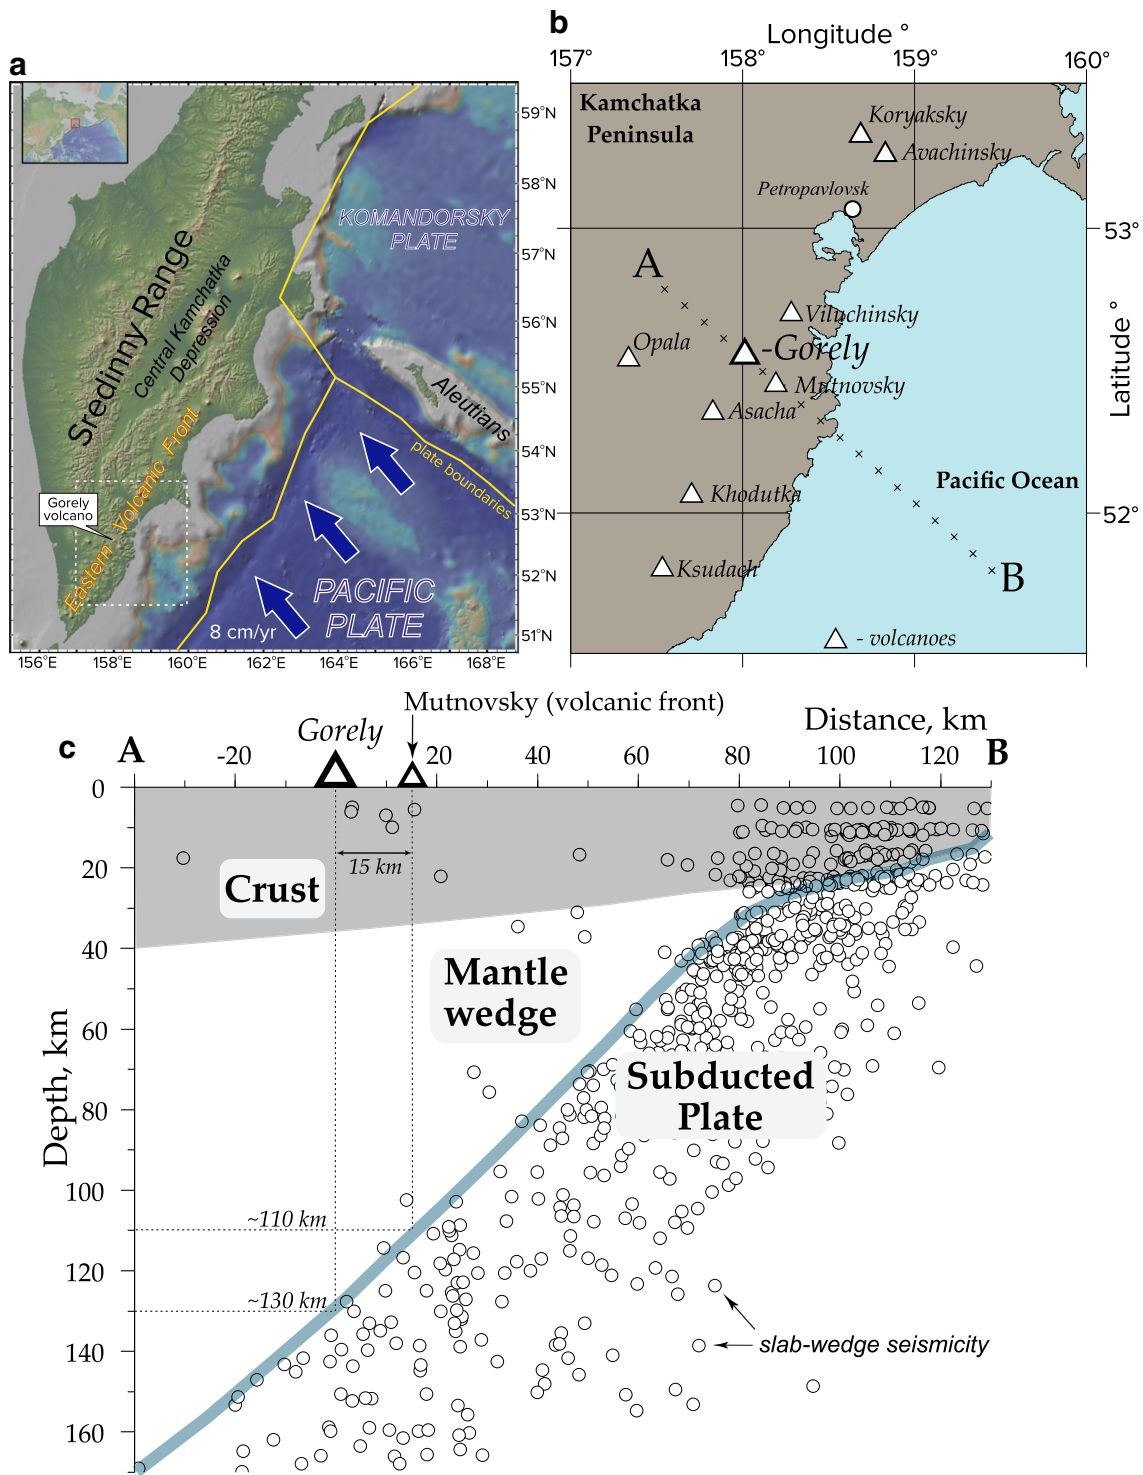 a
59°N
58°N
57°N
56°N
55°N
54°N
53°N
52°N
51°N
KOMANDORSKY
PLATE
Sredinny Range
Central Kamchatka
Depression
Aleutians
plate boundaries
Eastern Volcanic Front
Gorely
volcano
PACIFIC
PLATE
8 cm/yr
156°E
158°E
160°E
162°E
164°E
166°E
168°E
b
Longitude °
157°
158°
159°
160°
Kamchatka
Peninsula
Koryaksky
Avachinsky
Petropavlovsk
53°
A
Viluchinsky
Opala
-Gorely
Latitude °
Mutnovsky
Asacha
Pacific Ocean
Khodutka
52°
Ksudach
B
- volcanoes
Mutnovsky (volcanic front)
Gorely
Distance, km
c
A
-20
20
40
60
80
100
120
B
0
15 km
20
Crust
40
Mantle
wedge
60
Depth, km
Subducted
Plate
80
100
~110 km
120
~130 km
slab-wedge seismicity
140
160